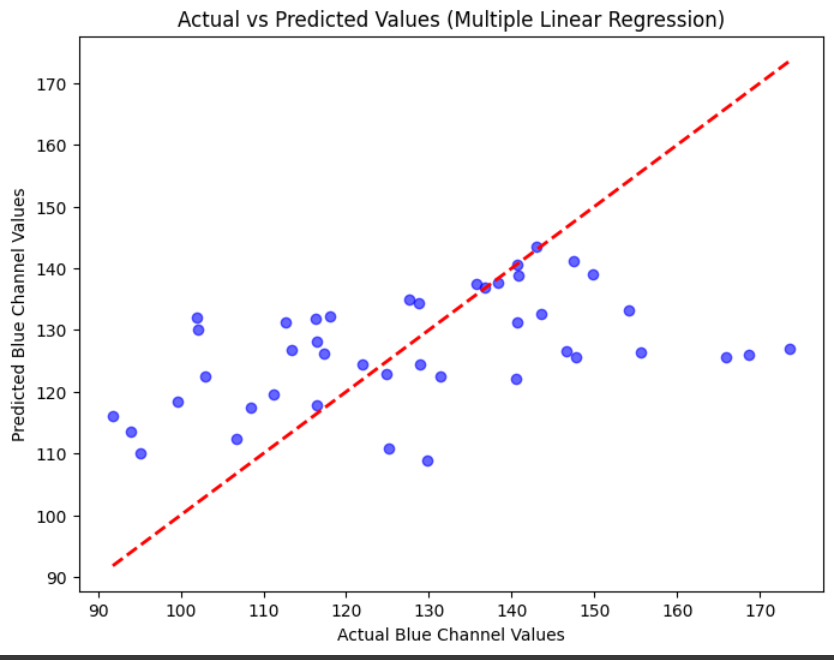 Actual vs Predicted Values (Multiple Linear Regression)
Predicted Blue Channel Values
170
160
150
140
130
120
110
100
90
90 100 110 120 130 140 150 160 170
Actual Blue Channel Values